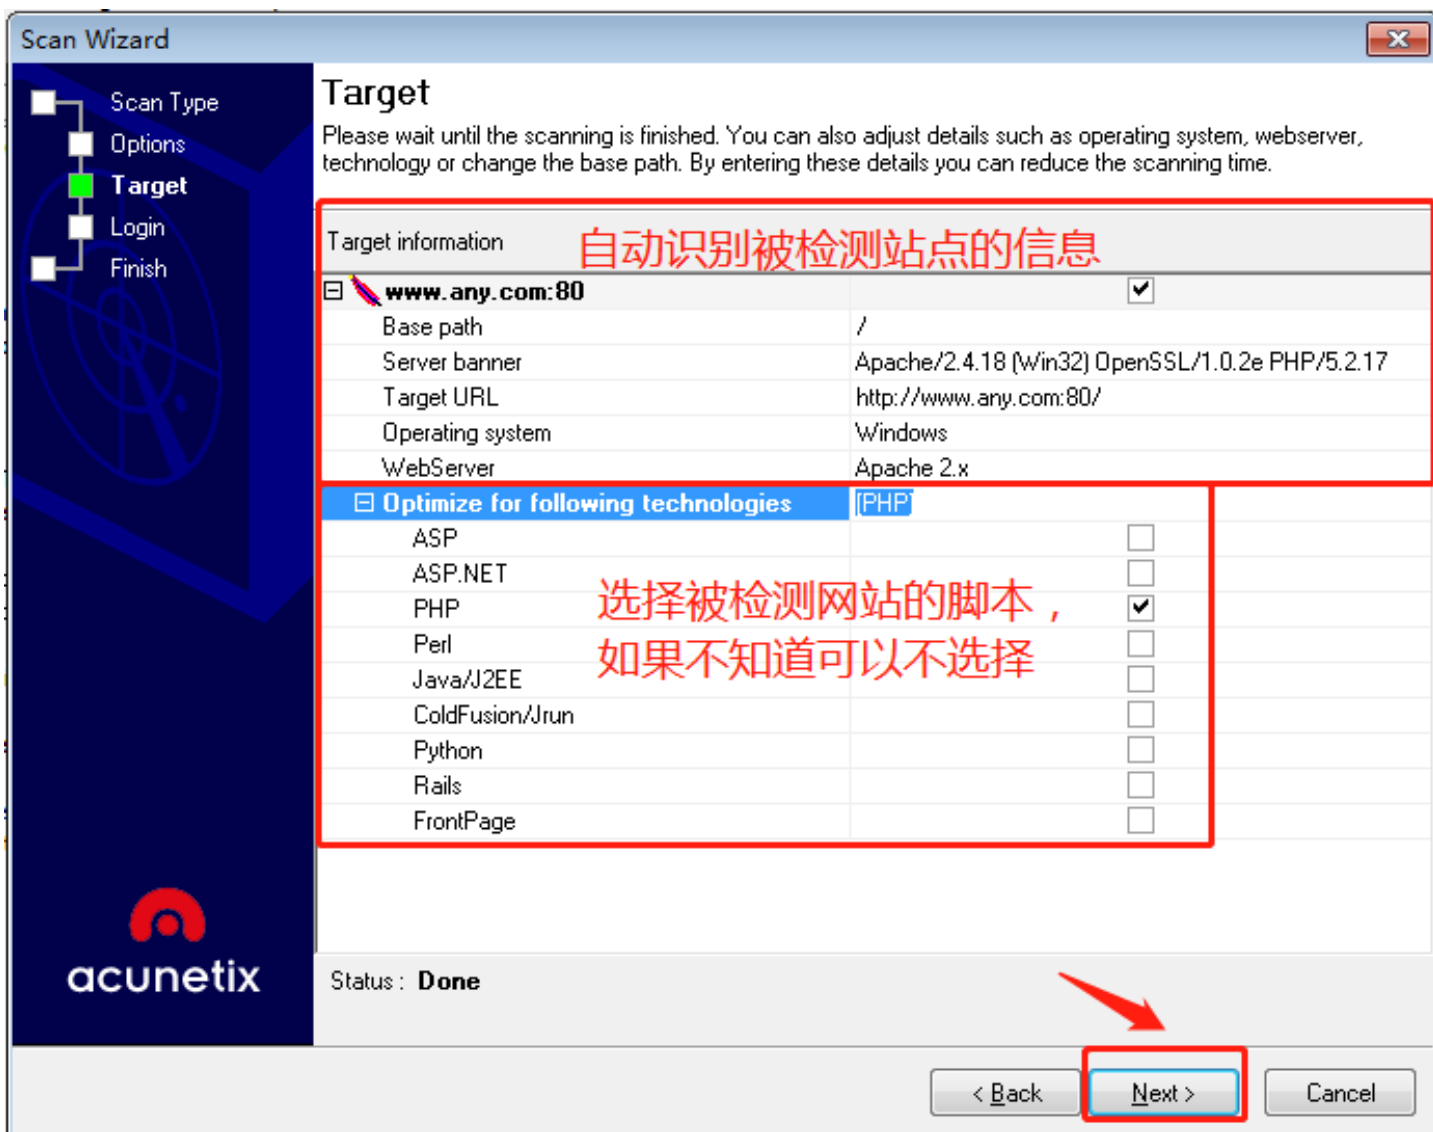 Scan Wizard
Scan Type
Options
Target
Login
Finish
Target
Please wait until the scanning is finished. You can also adjust details such as operating system, webserver,
technology or change the base path. By entering these details you can reduce the scanning time.
Target information
自动识别被检测站点的信息
www.any.com:80
Base path /
Server banner Apache/2.4.18 (Win32) OpenSSL/1.0.2e PHP/5.2.17
Target URL http://www.any.com:80/
Operating system Windows
WebServer Apache 2.x
Optimize for following technologies [PHP]
ASP
ASP.NET
PHP
Perl
Java/J2EE
ColdFusion/Jrun
Python
Rails
FrontPage
选择被检测网站的脚本，
如果不知道可以不选择
acunetix
Status : Done
< Back
Next >
Cancel